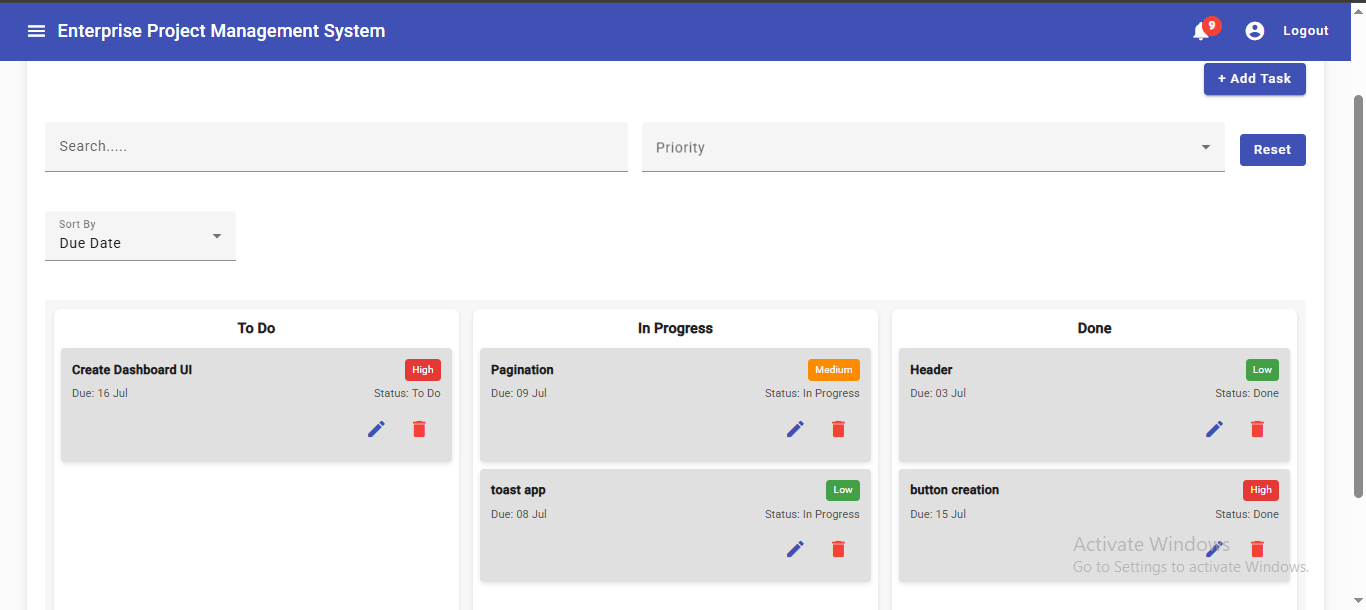 Enterprise Project Management System
9
Logout
+ Add Task
Search.....
Priority
Reset
Sort By
Due Date
To Do
Create Dashboard UI
High
Due: 16 Jul
Status: To Do
In Progress
Pagination
Medium
Due: 09 Jul
Status: In Progress
toast app
Low
Due: 08 Jul
Status: In Progress
Done
Header
Low
Due: 03 Jul
Status: Done
button creation
High
Due: 15 Jul
Status: Done
Activate Windows
Go to Settings to activate Windows.